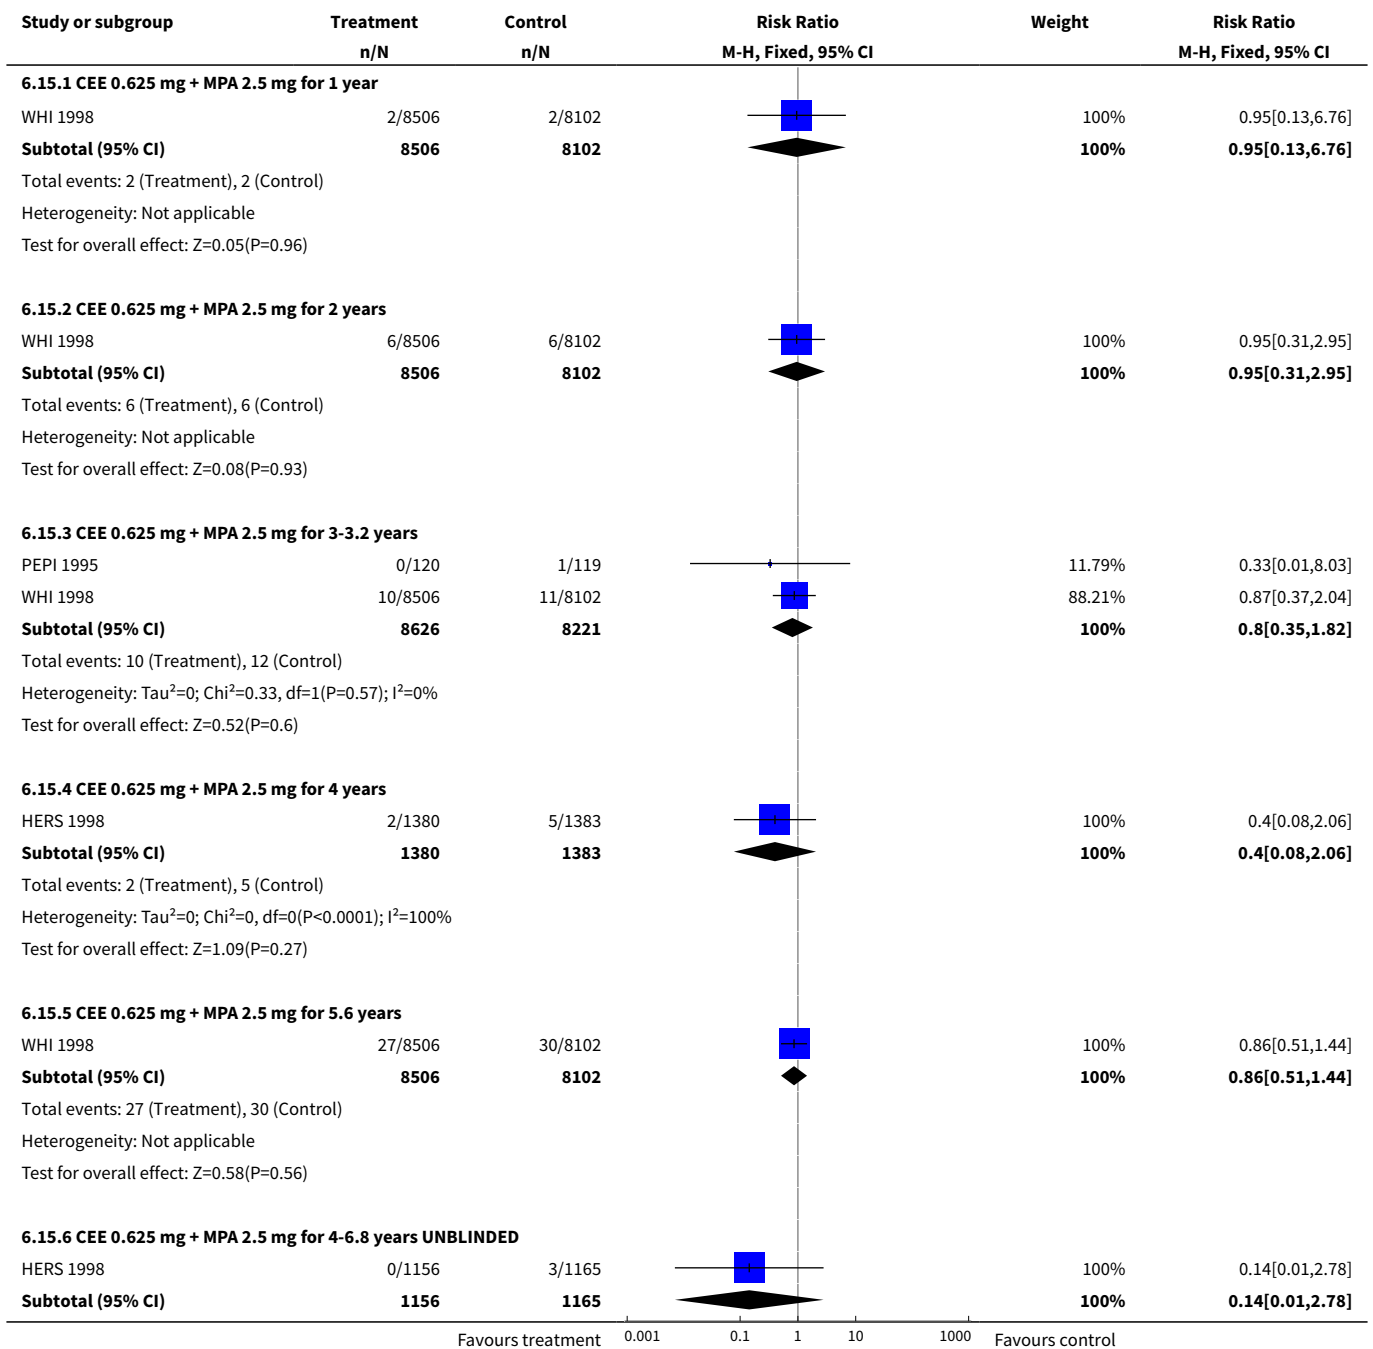 Study or subgroup Treatment Control Risk Ratio Weight Risk Ratio
n/N n/N M-H, Fixed, 95% CI M-H, Fixed, 95% CI
6.15.1 CEE 0.625 mg + MPA 2.5 mg for 1 year
WHI 1998 2/8506 2/8102 100% 0.95[0.13,6.76]
Subtotal (95% CI) 8506 8102 100% 0.95[0.13,6.76]
Total events: 2 (Treatment), 2 (Control)
Heterogeneity: Not applicable
Test for overall effect: Z=0.05(P=0.96)
6.15.2 CEE 0.625 mg + MPA 2.5 mg for 2 years
WHI 1998 6/8506 6/8102 100% 0.95[0.31,2.95]
Subtotal (95% CI) 8506 8102 100% 0.95[0.31,2.95]
Total events: 6 (Treatment), 6 (Control)
Heterogeneity: Not applicable
Test for overall effect: Z=0.08(P=0.93)
6.15.3 CEE 0.625 mg + MPA 2.5 mg for 3-3.2 years
PEPI 1995 0/120 1/119 11.79% 0.33[0.01,8.03]
WHI 1998 10/8506 11/8102 88.21% 0.87[0.37,2.04]
Subtotal (95% CI) 8626 8221 100% 0.8[0.35,1.82]
Total events: 10 (Treatment), 12 (Control)
Heterogeneity: Tau²=0; Chi²=0.33, df=1(P=0.57); I²=0%
Test for overall effect: Z=0.52(P=0.6)
6.15.4 CEE 0.625 mg + MPA 2.5 mg for 4 years
HERS 1998 2/1380 5/1383 100% 0.4[0.08,2.06]
Subtotal (95% CI) 1380 1383 100% 0.4[0.08,2.06]
Total events: 2 (Treatment), 5 (Control)
Heterogeneity: Tau²=0; Chi²=0, df=0(P<0.0001); I²=100%
Test for overall effect: Z=1.09(P=0.27)
6.15.5 CEE 0.625 mg + MPA 2.5 mg for 5.6 years
WHI 1998 27/8506 30/8102 100% 0.86[0.51,1.44]
Subtotal (95% CI) 8506 8102 100% 0.86[0.51,1.44]
Total events: 27 (Treatment), 30 (Control)
Heterogeneity: Not applicable
Test for overall effect: Z=0.58(P=0.56)
6.15.6 CEE 0.625 mg + MPA 2.5 mg for 4-6.8 years UNBLINDED
HERS 1998 0/1156 3/1165 100% 0.14[0.01,2.78]
Subtotal (95% CI) 1156 1165 100% 0.14[0.01,2.78]
Favours treatment 0.001 0.1 1 10 1000 Favours control